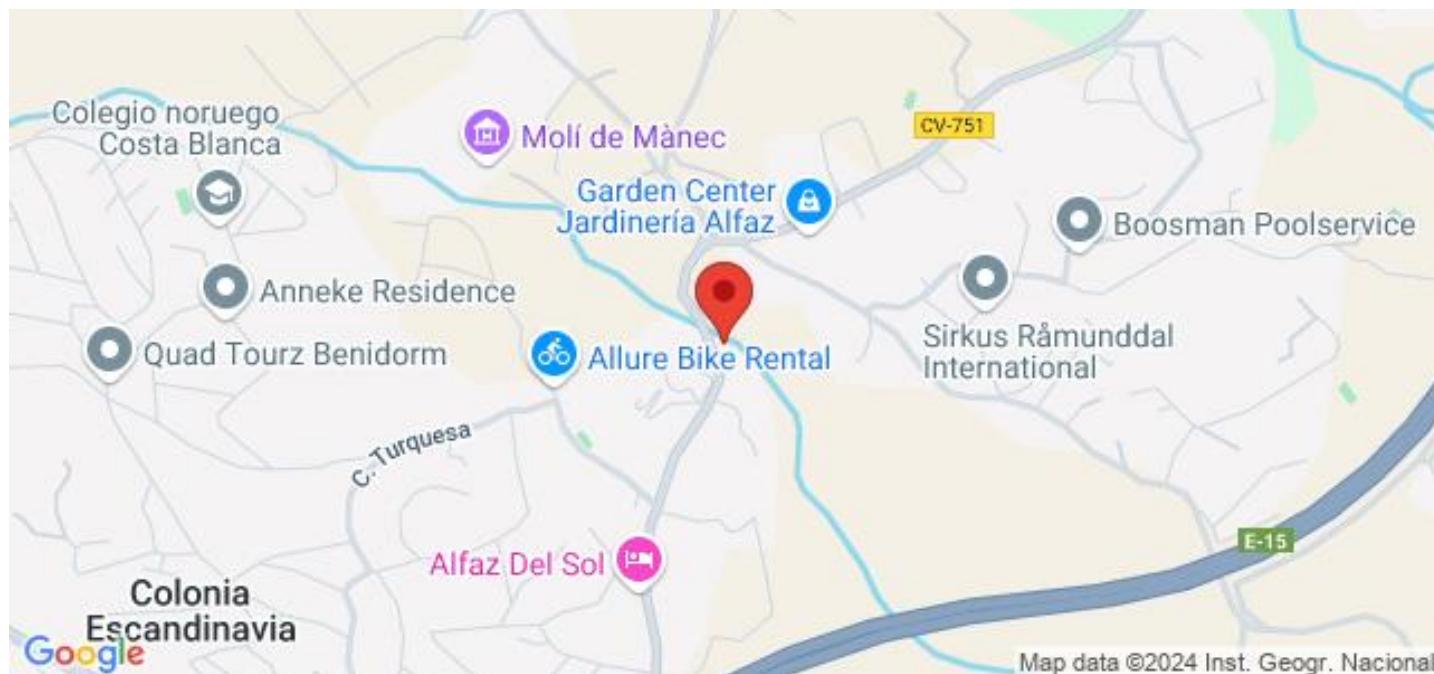 Colegio noruego
Costa Blanca
Molí de Mànec
CV-751
Garden Center
Jardinería Alfaz
Boosman Poolservice
Anneke Residence
Sirkus Råmunddal
International
Quad Tourz Benidorm
Allure Bike Rental
C. Turquesa
E-15
Alfaz Del Sol
Colonia
Escandinavia
Google
Map data ©2024 Inst. Geogr. Nacional